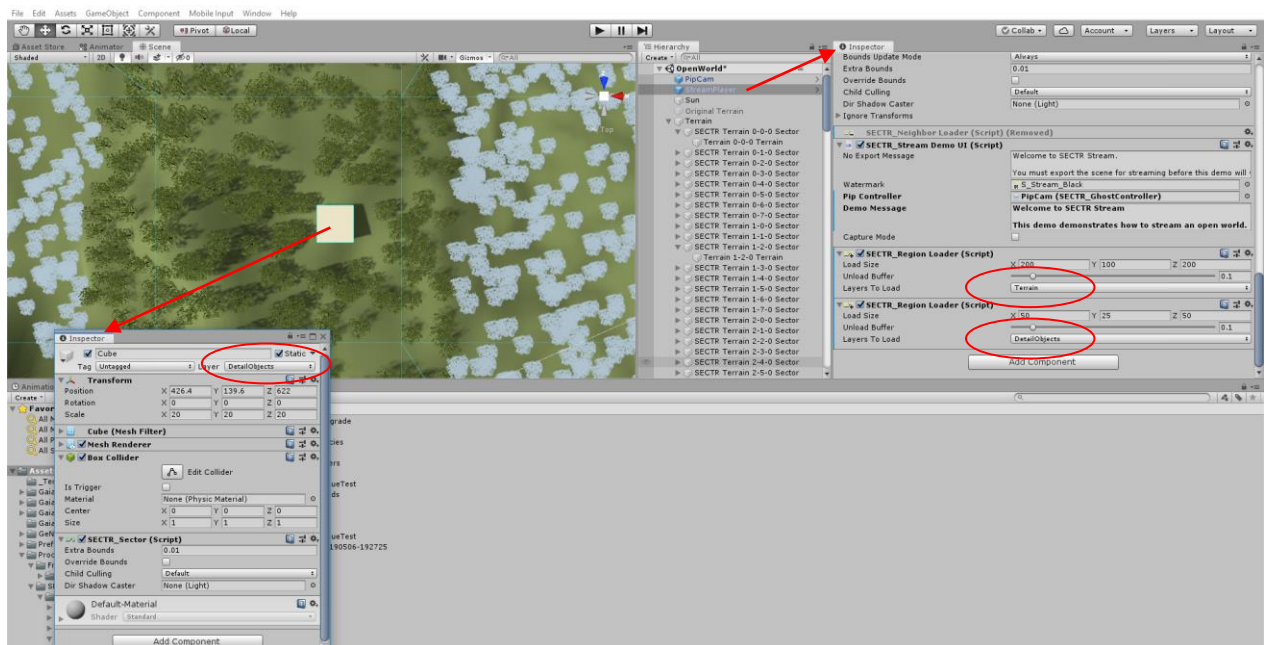 File Edit Assets GameObject Component Mobile Input Window Help
Pivot Local
Collab Account Layers Layout
Asset Store Animator Scene
Shaded 2D Gizmos All
Top
Hierarchy
Create All
OpenWorld*
PipCam
StreamPlayer
Sun
Original Terrain
Terrain
SECTR Terrain 0-0-0 Sector
Terrain 0-0-0 Terrain
SECTR Terrain 0-1-0 Sector
SECTR Terrain 0-2-0 Sector
SECTR Terrain 0-3-0 Sector
SECTR Terrain 0-4-0 Sector
SECTR Terrain 0-5-0 Sector
SECTR Terrain 0-6-0 Sector
SECTR Terrain 0-7-0 Sector
SECTR Terrain 1-0-0 Sector
SECTR Terrain 1-1-0 Sector
SECTR Terrain 1-2-0 Sector
Terrain 1-2-0 Terrain
SECTR Terrain 1-3-0 Sector
SECTR Terrain 1-4-0 Sector
SECTR Terrain 1-5-0 Sector
SECTR Terrain 1-6-0 Sector
SECTR Terrain 1-7-0 Sector
SECTR Terrain 2-0-0 Sector
SECTR Terrain 2-1-0 Sector
SECTR Terrain 2-2-0 Sector
SECTR Terrain 2-3-0 Sector
SECTR Terrain 2-4-0 Sector
SECTR Terrain 2-5-0 Sector
Inspector
Bounds Update Mode Always
Extra Bounds 0.01
Override Bounds
Child Culling Default
Dir Shadow Caster None (Light)
Ignore Transforms
SECTR_Neighbor Loader (Script) (Removed)
SECTR_Stream Demo UI (Script)
No Export Message Welcome to SECTR Stream.
You must export the scene for streaming before this demo will
Watermark S_Stream_Black
Pip Controller PipCam (SECTR_GhostController)
Demo Message Welcome to SECTR Stream
This demo demonstrates how to stream an open world.
Capture Mode
SECTR_Region Loader (Script)
Load Size X 200 Y 100 Z 200
Unload Buffer 0.1
Layers To Load Terrain
SECTR_Region Loader (Script)
Load Size X 50 Y 25 Z 50
Unload Buffer 0.1
Layers To Load DetailObjects
Add Component
Inspector
Cube Static
Tag Untagged Layer DetailObjects
Transform
Position X 426.4 Y 139.6 Z 622
Rotation X 0 Y 0 Z 0
Scale X 20 Y 20 Z 20
Cube (Mesh Filter)
Mesh Renderer
Box Collider
Edit Collider
Is Trigger
Material None (Physic Material)
Center X 0 Y 0 Z 0
Size X 1 Y 1 Z 1
SECTR_Sector (Script)
Extra Bounds 0.01
Override Bounds
Child Culling Default
Dir Shadow Caster None (Light)
Default-Material
Shader Standard
Add Component
Create
190506-192725